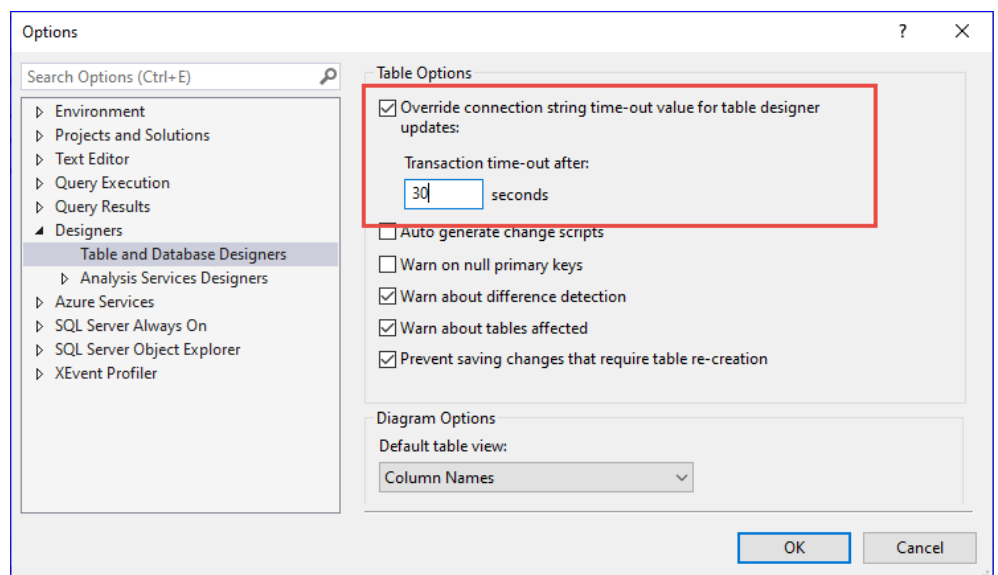 Options
?
Search Options (Ctrl+E)
Environment
Projects and Solutions
Text Editor
Query Execution
Query Results
Designers
Table and Database Designers
Analysis Services Designers
Azure Services
SQL Server Always On
SQL Server Object Explorer
XEvent Profiler
Table Options
Override connection string time-out value for table designer
updates:
Transaction time-out after:
30 seconds
Auto generate change scripts
Warn on null primary keys
Warn about difference detection
Warn about tables affected
Prevent saving changes that require table re-creation
Diagram Options
Default table view:
Column Names
OK Cancel